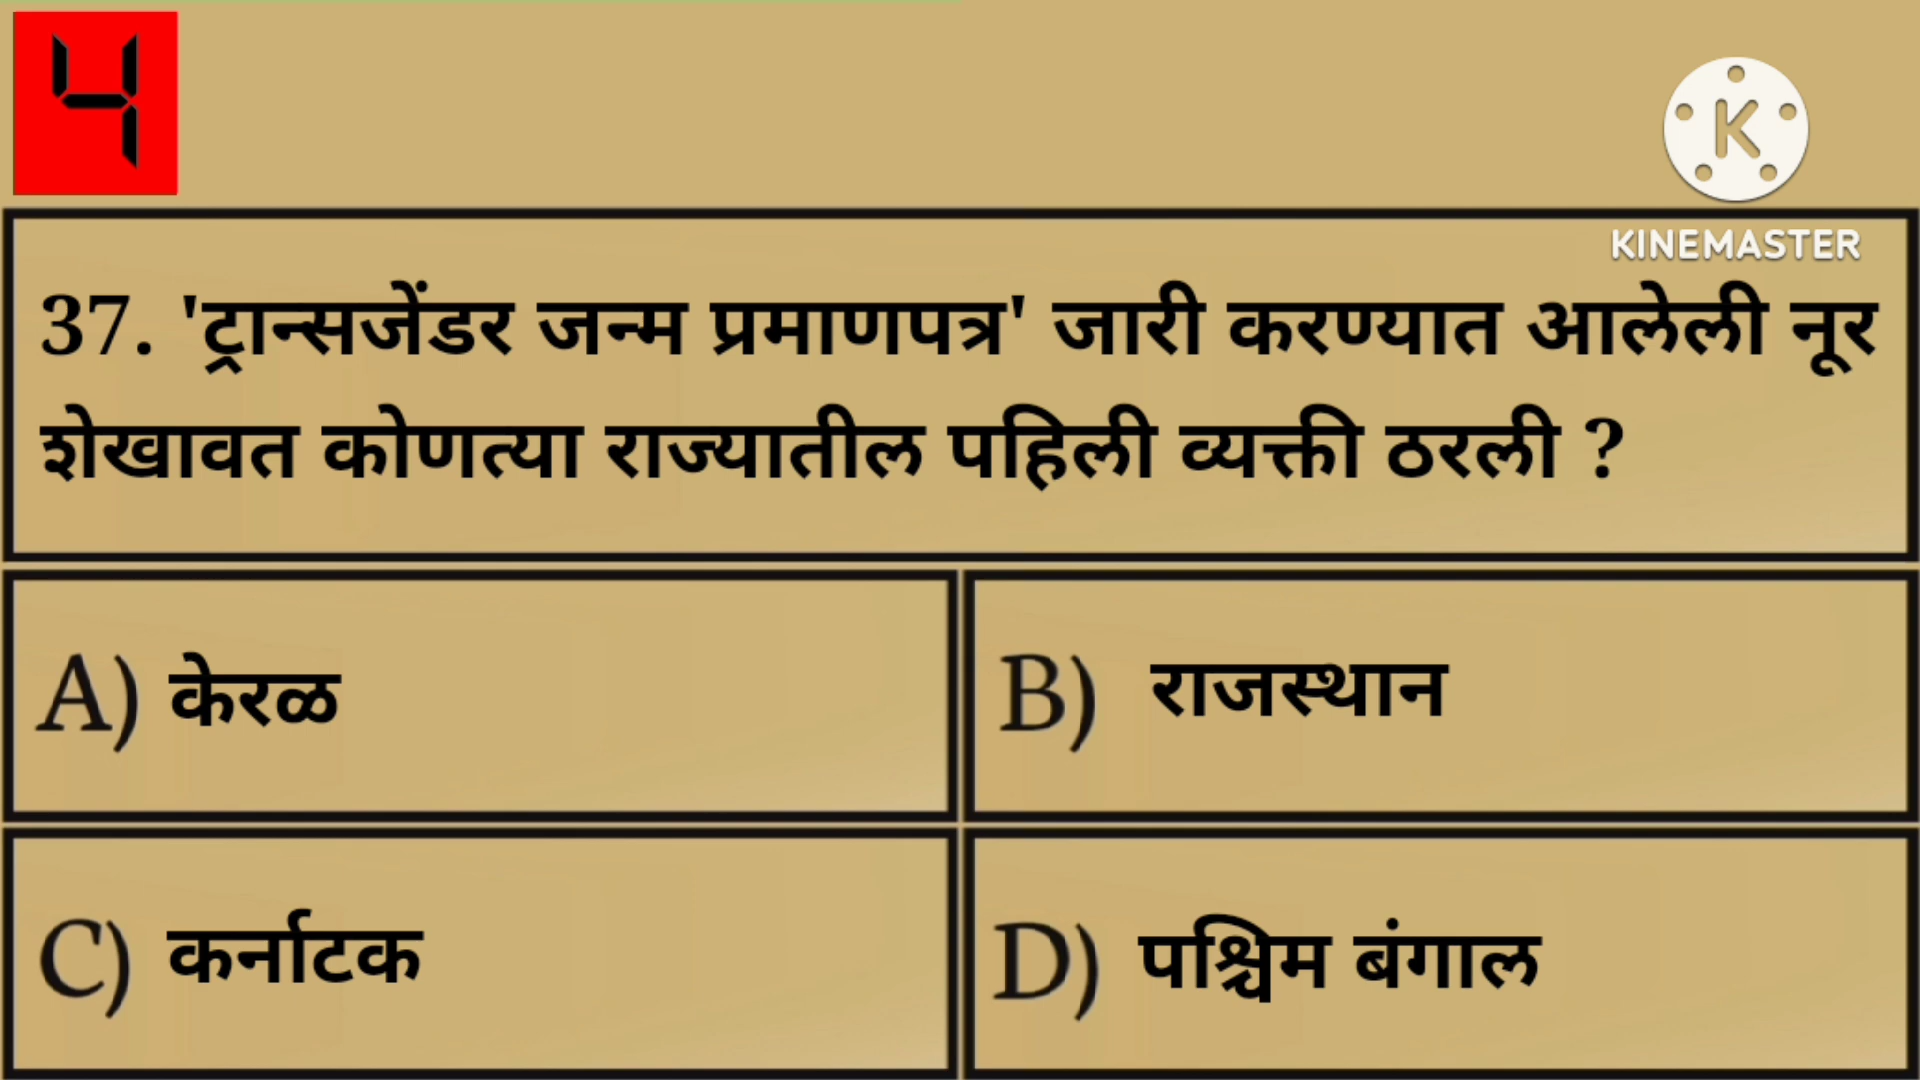 4
K
KINEMASTER
37. 'ट्रान्सजेंडर जन्म प्रमाणपत्र' जारी करण्यात आलेली नूर
शेखावत कोणत्या राज्यातील पहिली व्यक्ती ठरली ?
A) केरळ
B) राजस्थान
C) कर्नाटक
D) पश्चिम बंगाल